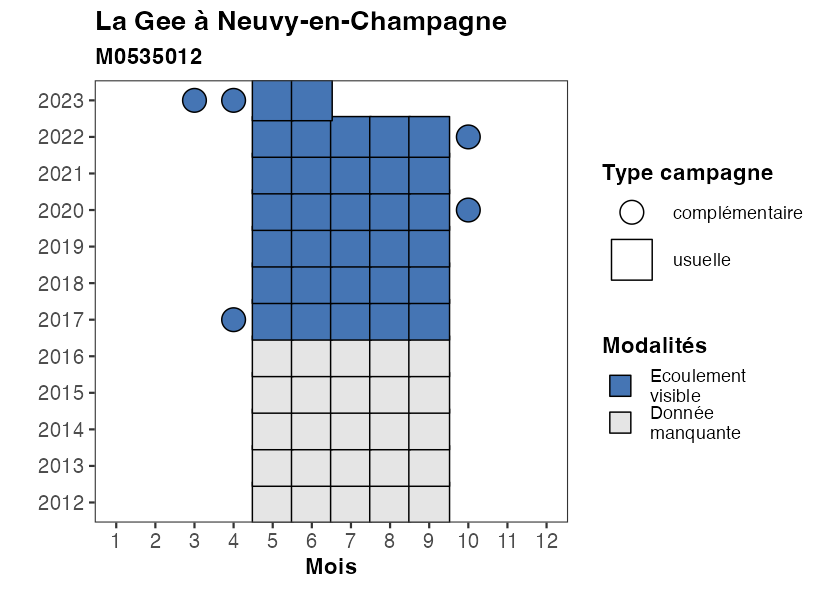 La Gee à Neuvy-en-Champagne
M0535012
2023
2022
2021
2020
2019
2018
2017
2016
2015
2014
2013
2012
1 2 3 4 5 6 7 8 9 10 11 12
Mois
Type campagne
complémentaire
usuelle
Modalités
Ecoulement
visible
Donnée
manquante